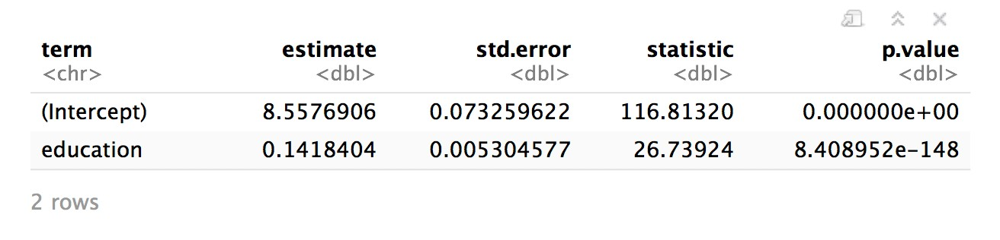 term estimate std.error statistic p.value
<chr> <dbl> <dbl> <dbl> <dbl>
(Intercept) 8.5576906 0.073259622 116.81320 0.000000e+00
education 0.1418404 0.005304577 26.73924 8.408952e-148
2 rows